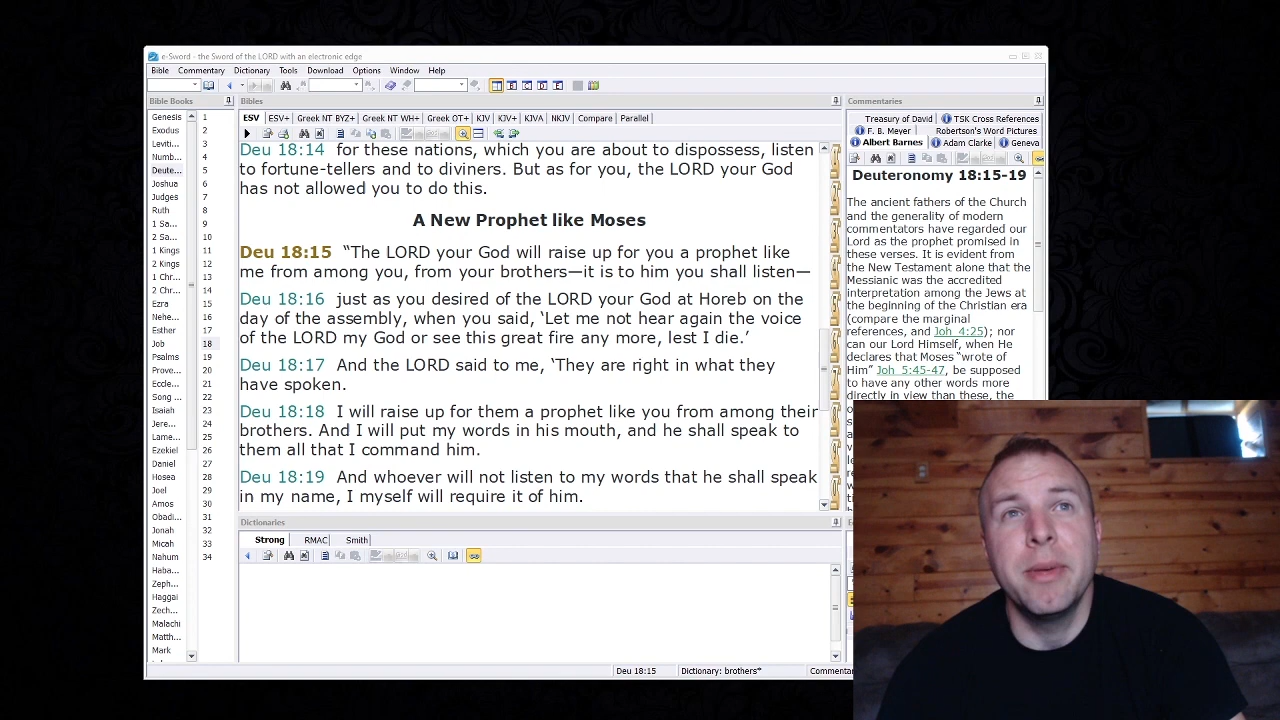 e-Sword - the Sword of the LORD with an electronic edge
Bible Commentary Dictionary Tools Download Options Window Help
Bible Books
Genesis 1
Exodus 2
Leviti... 3
Numb... 4
Deute... 5
Joshua 6
Judges 7
Ruth 8
1 Sa... 9
2 Sa... 10
1 Kings 11
2 Kings 12
1 Chr... 13
2 Chr... 14
Ezra 15
Nehe... 16
Esther 17
Job 18
Psalms 19
Prove... 20
Eccle... 21
Song ... 22
Isaiah 23
Jere... 24
Lame... 25
Ezekiel 26
Daniel 27
Hosea 28
Joel 29
Amos 30
Obadi... 31
Jonah 32
Micah 33
Nahum 34
Haba...
Zeph...
Haggai
Zech...
Malachi
Matth...
Mark
Bibles
ESV ESV+ Greek NT BYZ+ Greek NT WH+ Greek OT+ KJV KJV+ KJVA NKJV Compare Parallel
Deu 18:14 for these nations, which you are about to dispossess, listen
to fortune-tellers and to diviners. But as for you, the LORD your God
has not allowed you to do this.
A New Prophet like Moses
Deu 18:15 “The LORD your God will raise up for you a prophet like
me from among you, from your brothers—it is to him you shall listen—
Deu 18:16 just as you desired of the LORD your God at Horeb on the
day of the assembly, when you said, ‘Let me not hear again the voice
of the LORD my God or see this great fire any more, lest I die.’
Deu 18:17 And the LORD said to me, ‘They are right in what they
have spoken.
Deu 18:18 I will raise up for them a prophet like you from among their
brothers. And I will put my words in his mouth, and he shall speak to
them all that I command him.
Deu 18:19 And whoever will not listen to my words that he shall speak
in my name, I myself will require it of him.
Dictionaries
Strong RMAC Smith
Commentaries
Treasury of David TSK Cross References
F. B. Meyer Robertson's Word Pictures
Albert Barnes Adam Clarke Geneva
Deuteronomy 18:15-19
The ancient fathers of the Church
and the generality of modern
commentators have regarded our
Lord as the prophet promised in
these verses. It is evident from
the New Testament alone that the
Messianic was the accredited
interpretation among the Jews at
the beginning of the Christian era
(compare the marginal
references, and Joh_4:25); nor
can our Lord Himself, when He
declares that Moses “wrote of
Him” Joh_5:45-47, be supposed
to have any other words more
directly in view than these, the
Deu 18:15 Dictionary: brothers* Commenta